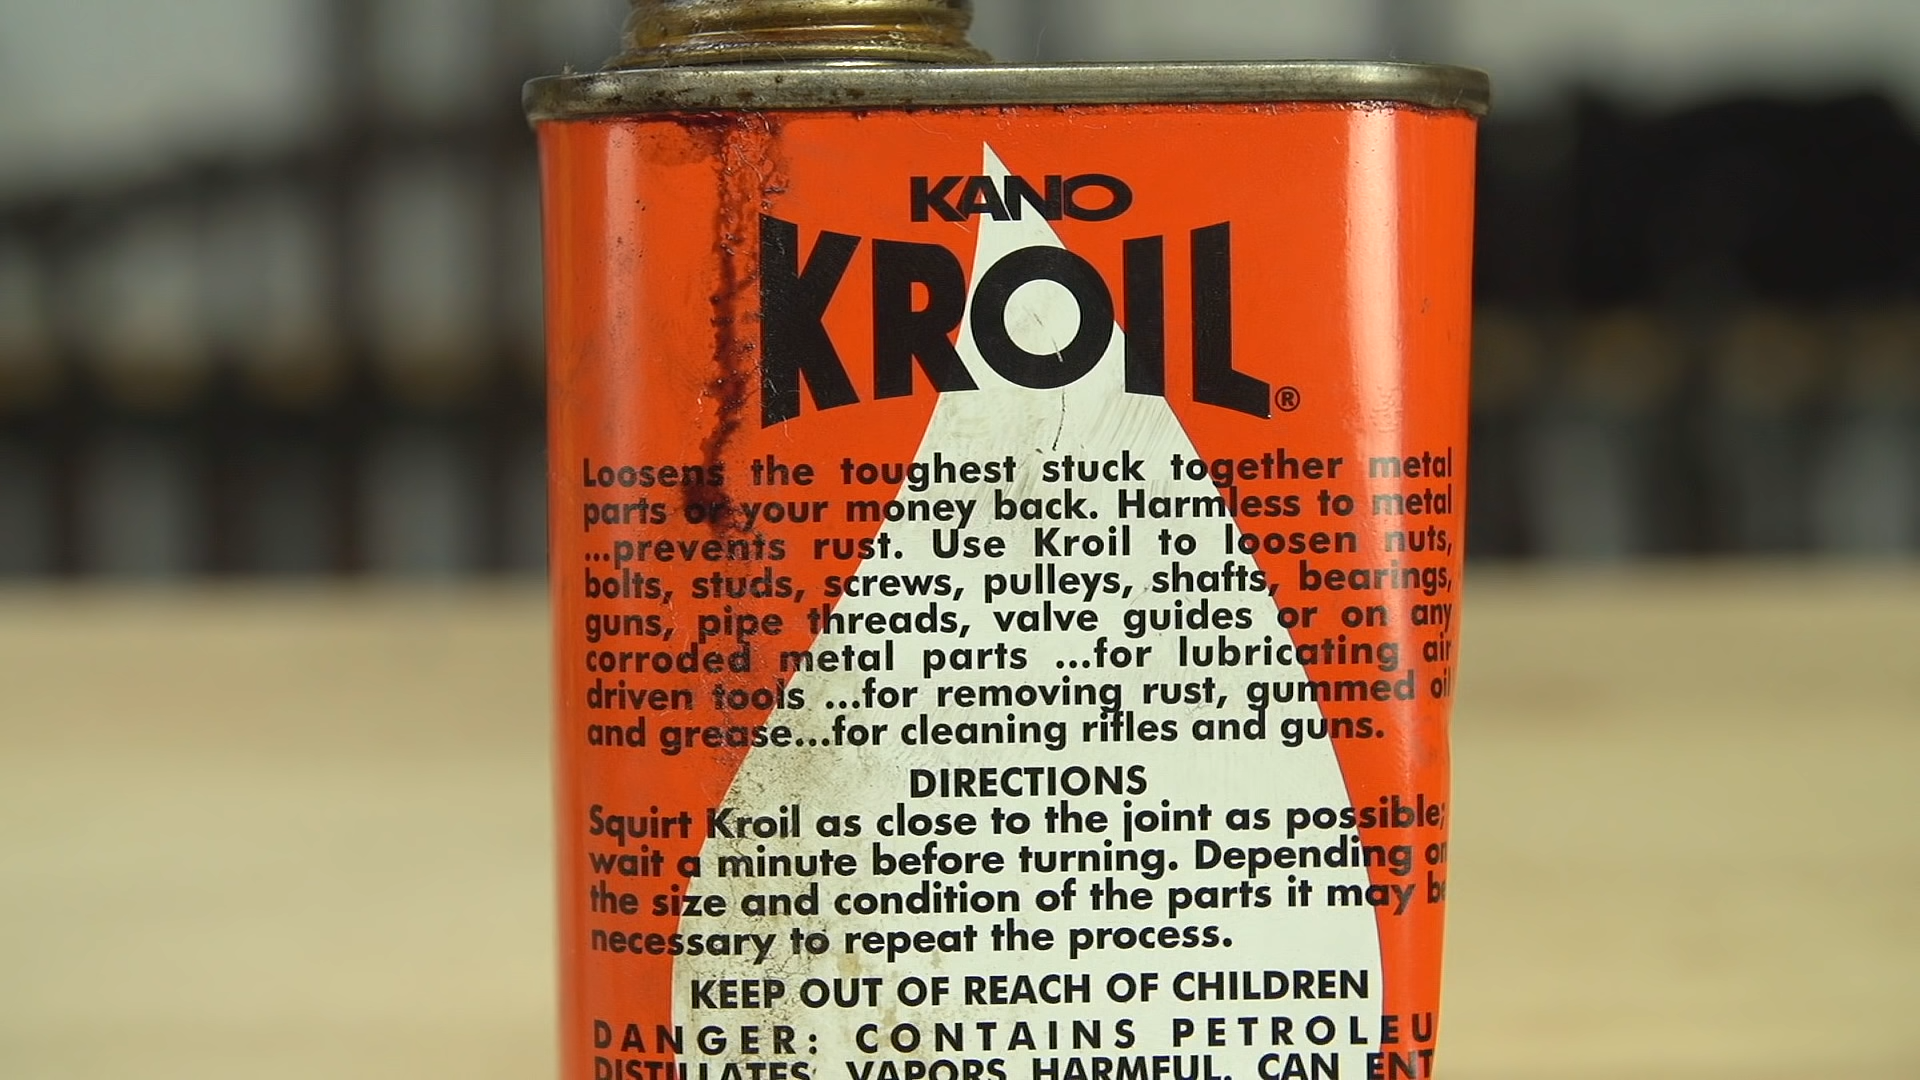 KANO
KROIL®
Loosens the toughest stuck together metal
parts or your money back. Harmless to metal
...prevents rust. Use Kroil to loosen nuts,
bolts, studs, screws, pulleys, shafts, bearings,
guns, pipe threads, valve guides or on any
corroded metal parts ...for lubricating air
driven tools ...for removing rust, gummed oil
and grease...for cleaning rifles and guns.
DIRECTIONS
Squirt Kroil as close to the joint as possible;
wait a minute before turning. Depending on
the size and condition of the parts it may be
necessary to repeat the process.
KEEP OUT OF REACH OF CHILDREN
DANGER: CONTAINS PETROLEU
DISTILLATES. VAPORS HARMFUL. CAN ENT